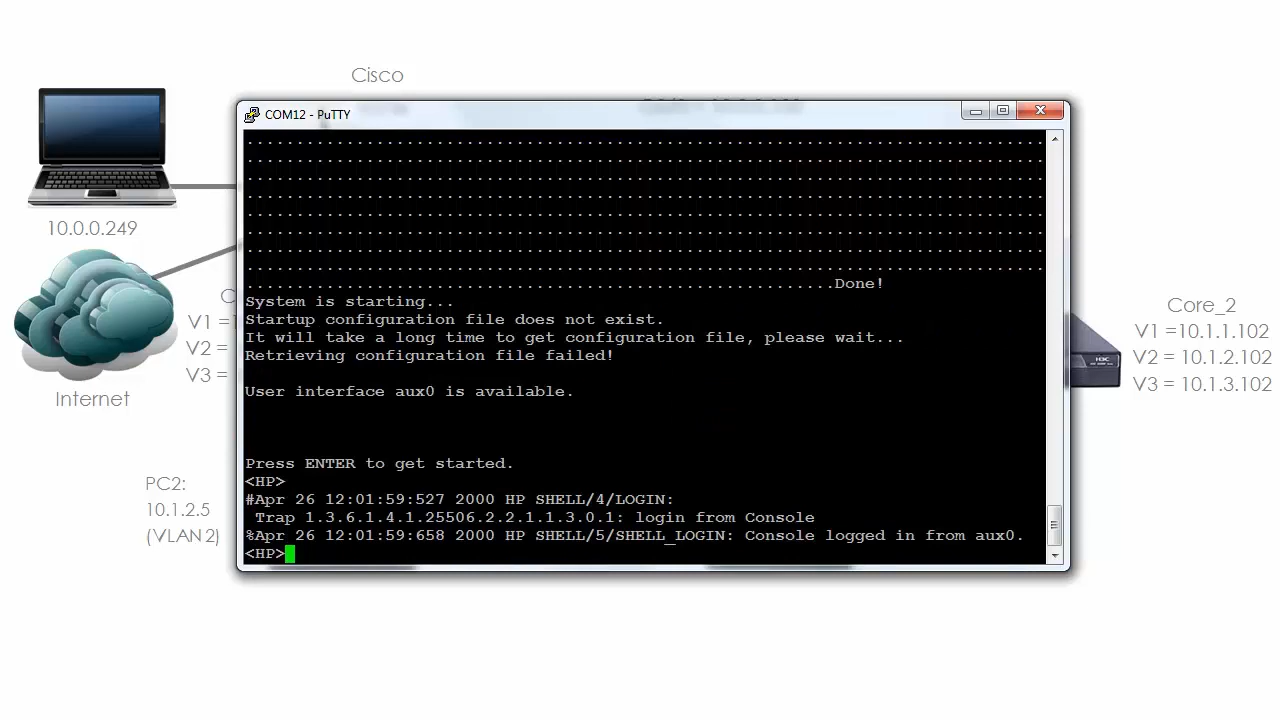 Cisco
COM12 - PuTTY
.Done!
System is starting...
Startup configuration file does not exist.
It will take a long time to get configuration file, please wait...
Retrieving configuration file failed!
User interface aux0 is available.
Press ENTER to get started.
<HP>
#Apr 26 12:01:59:527 2000 HP SHELL/4/LOGIN:
Trap 1.3.6.1.4.1.25506.2.2.1.1.3.0.1: login from Console
%Apr 26 12:01:59:658 2000 HP SHELL/5/SHELL_LOGIN: Console logged in from aux0.
<HP>
10.0.0.249
C
V1 =
V2 =
V3 =
Internet
PC2:
10.1.2.5
(VLAN 2)
Core_2
V1 =10.1.1.102
V2 = 10.1.2.102
V3 = 10.1.3.102
H3C